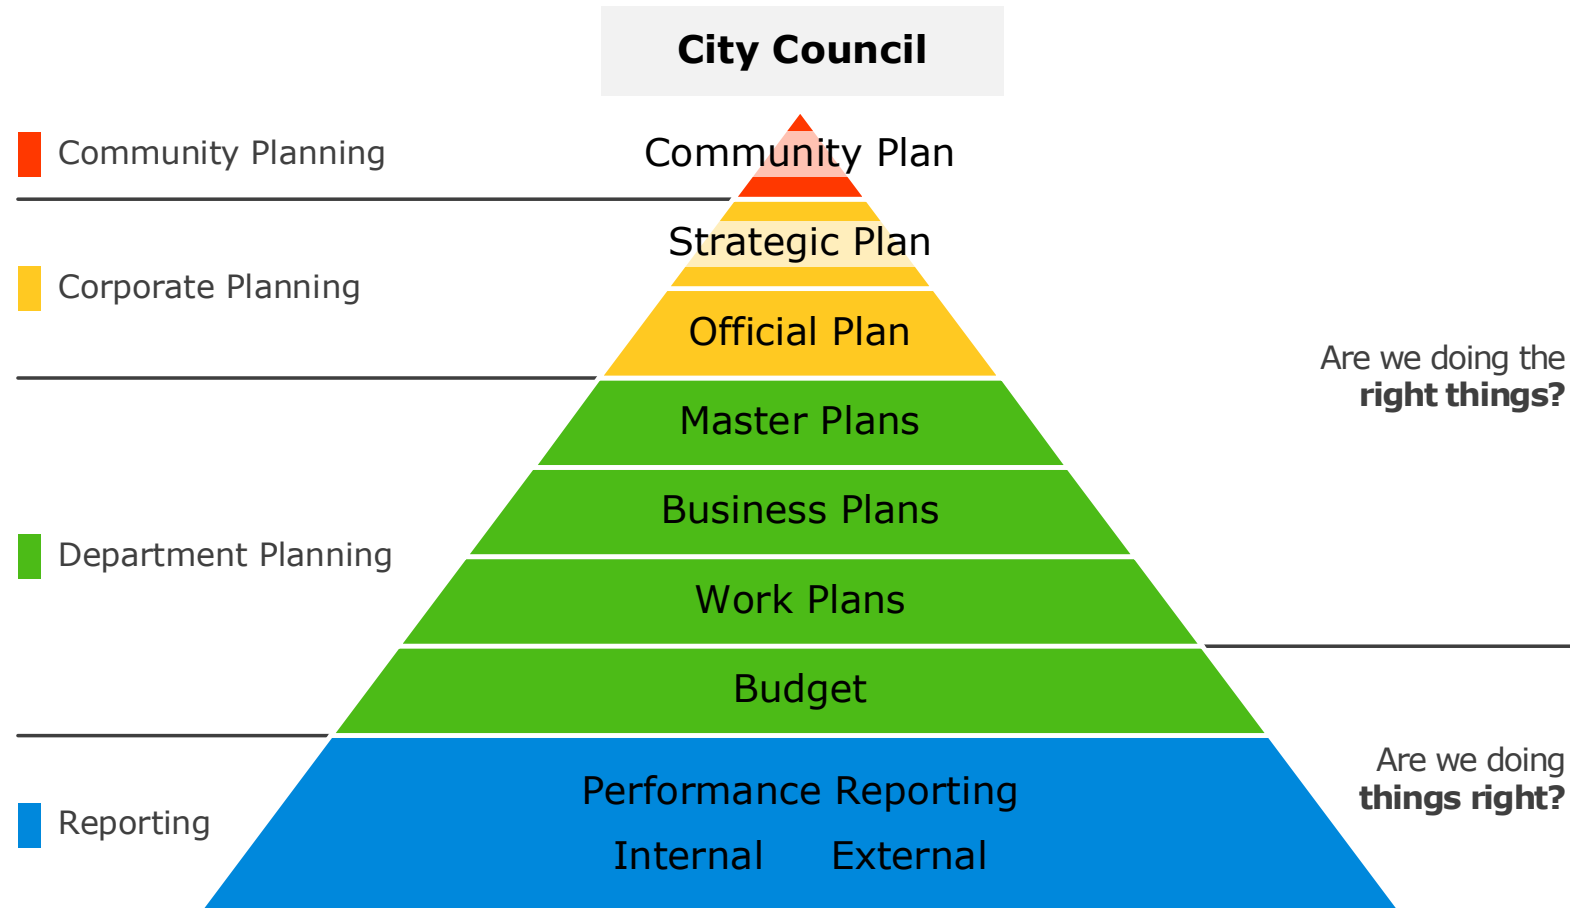 City Council
Community Planning
Community Plan
Strategic Plan
Corporate Planning
Official Plan
Are we doing the
right things?
Master Plans
Business Plans
Department Planning
Work Plans
Budget
Are we doing
things right?
Performance Reporting
Reporting
Internal External